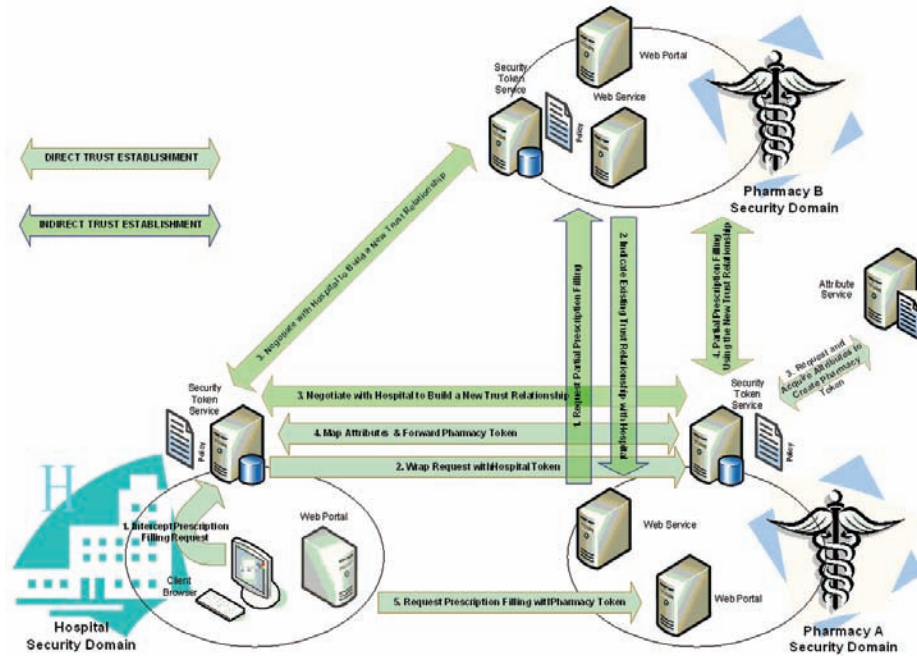 Web Portal
Security
Token
Service
Web Service
Policy
DIRECT TRUST ESTABLISHMENT
INDIRECT TRUST ESTABLISHMENT
Pharmacy B
Security Domain
3. Negotiate with Hospital to Build a New Trust Relationship
1. Request Partial Prescription Filling
2. Indicate Existing Trust Relationship with Hospital
4. Partial Prescription Filling
Using the New Trust Relationship
Attribute
Service
3. Request and
Acquire Attributes to
Create Pharmacy
Token
Security
Token
Service
Policy
3. Negotiate with Hospital to Build a New Trust Relationship
4. Map Attributes & Forward Pharmacy Token
2. Wrap Request with Hospital Token
Security
Token
Service
Policy
H
1. Intercept Prescription
Filling Request
Web Portal
Client
Browser
Web Service
5. Request Prescription Filling with Pharmacy Token
Web Portal
Hospital
Security Domain
Pharmacy A
Security Domain